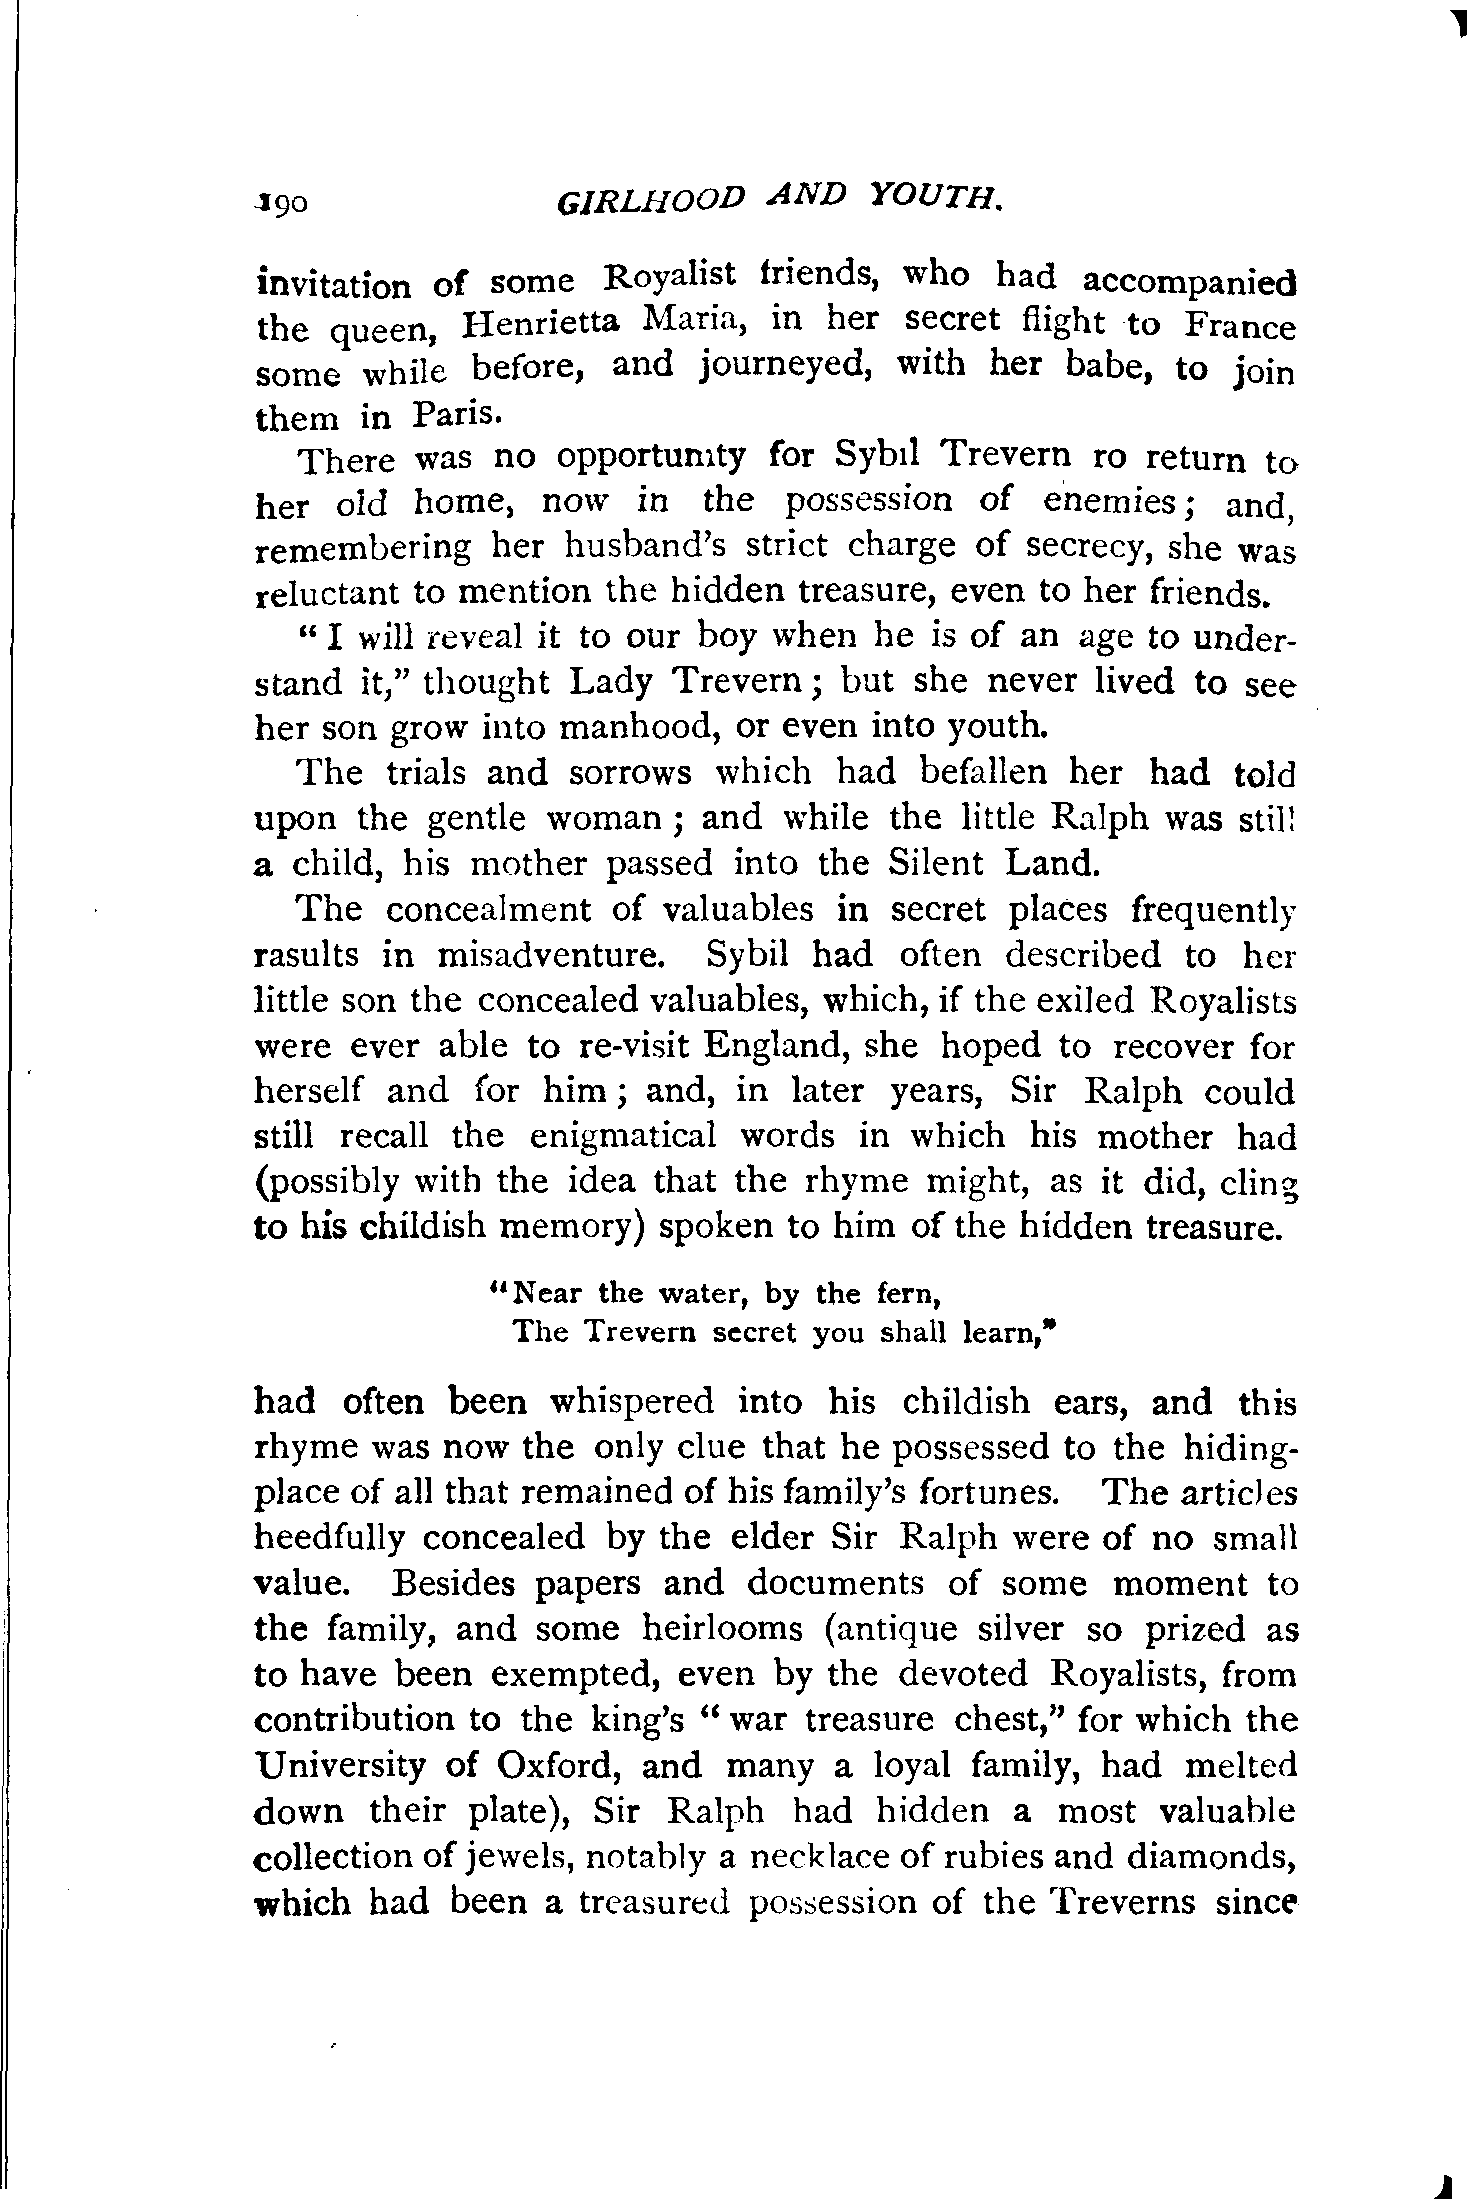 190 GIRLHOOD AND YOUTH.
invitation of some Royalist friends, who had accompanied
the queen, Henrietta Maria, in her secret flight to France
some while before, and journeyed, with her babe, to join
them in Paris.
There was no opportunity for Sybil Trevern ro return to
her old home, now in the possession of enemies; and,
remembering her husband's strict charge of secrecy, she was
reluctant to mention the hidden treasure, even to her friends.
“ I will reveal it to our boy when he is of an age to under-
stand it,” thought Lady Trevern; but she never lived to see
her son grow into manhood, or even into youth.
The trials and sorrows which had befallen her had told
upon the gentle woman; and while the little Ralph was still
a child, his mother passed into the Silent Land.
The concealment of valuables in secret places frequently
rasults in misadventure. Sybil had often described to her
little son the concealed valuables, which, if the exiled Royalists
were ever able to re-visit England, she hoped to recover for
herself and for him; and, in later years, Sir Ralph could
still recall the enigmatical words in which his mother had
(possibly with the idea that the rhyme might, as it did, cling
to his childish memory) spoken to him of the hidden treasure.
“Near the water, by the fern,
The Trevern secret you shall learn,”
had often been whispered into his childish ears, and this
rhyme was now the only clue that he possessed to the hiding-
place of all that remained of his family's fortunes. The articles
heedfully concealed by the elder Sir Ralph were of no small
value. Besides papers and documents of some moment to
the family, and some heirlooms (antique silver so prized as
to have been exempted, even by the devoted Royalists, from
contribution to the king's “ war treasure chest,” for which the
University of Oxford, and many a loyal family, had melted
down their plate), Sir Ralph had hidden a most valuable
collection of jewels, notably a necklace of rubies and diamonds,
which had been a treasured possession of the Treverns since